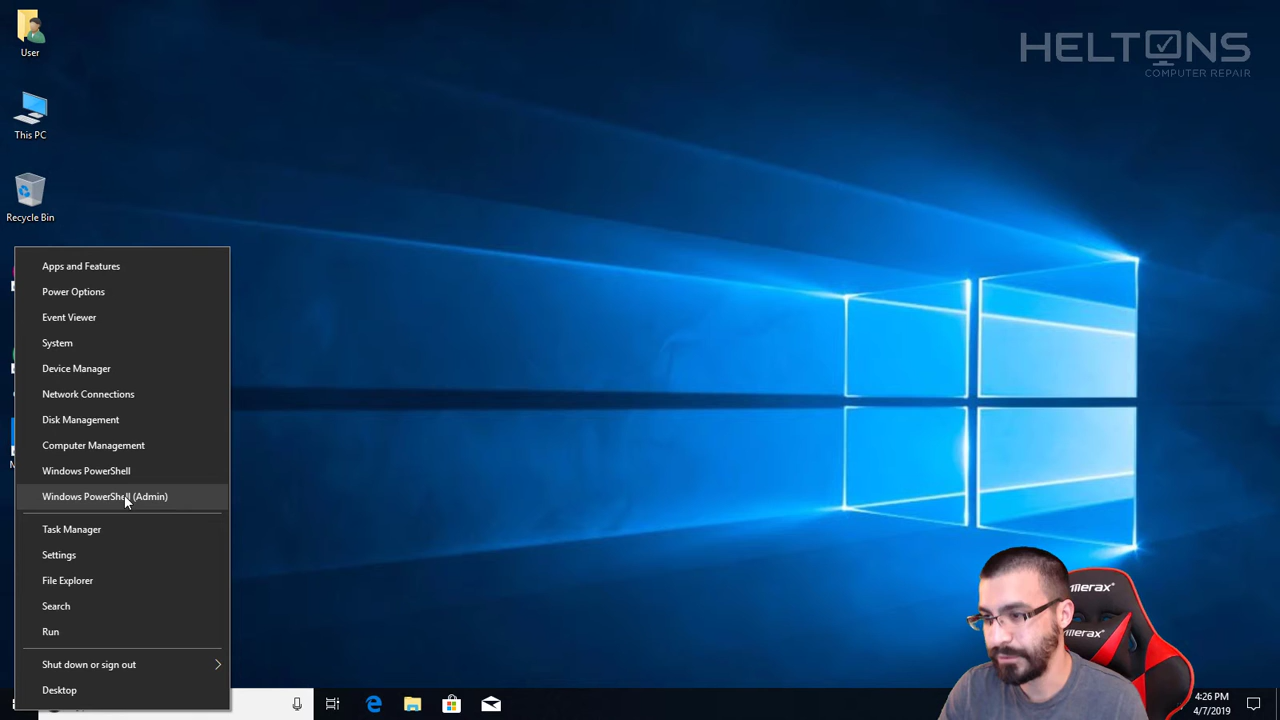 HELTONS
COMPUTER REPAIR
User
This PC
Recycle Bin
Apps and Features
Power Options
Event Viewer
System
Device Manager
Network Connections
Disk Management
Computer Management
Windows PowerShell
Windows PowerShell (Admin)
Task Manager
Settings
File Explorer
Search
Run
Shut down or sign out
Desktop
4:26 PM
4/7/2019